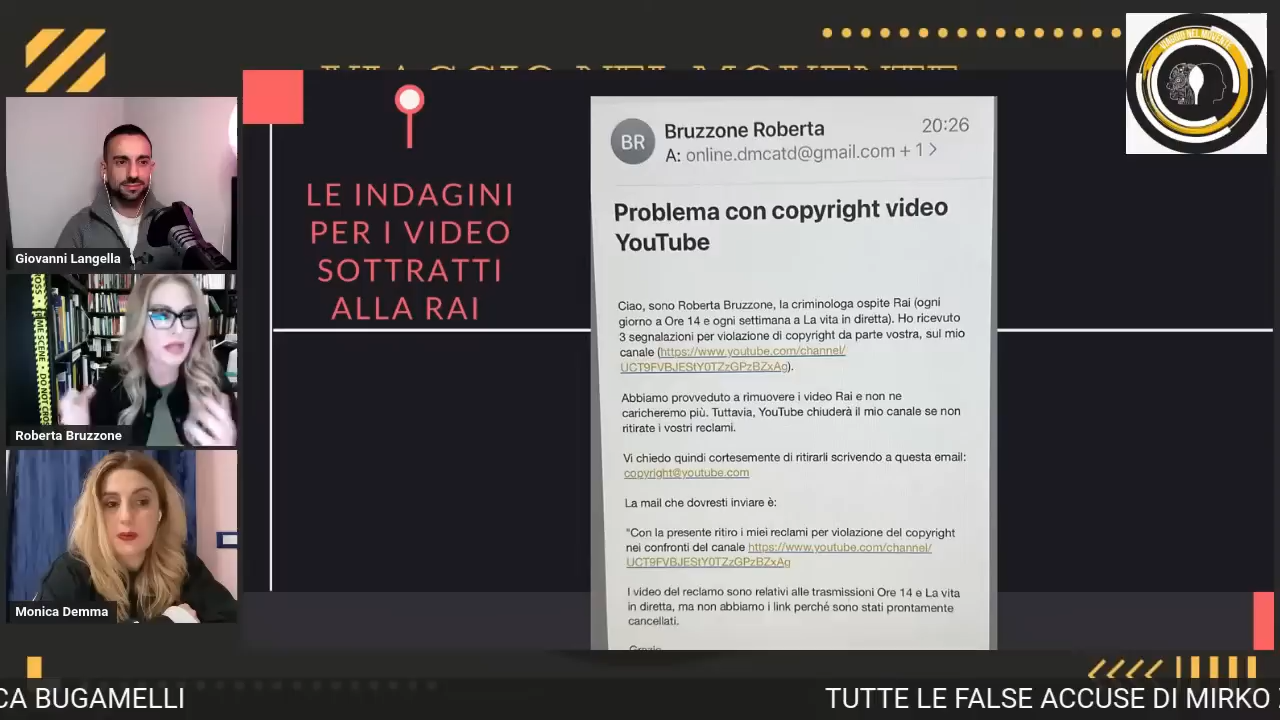 VIAGGIO NEL MOVENTE
VIAGGIO NEL MOVENTE
LE INDAGINI
PER I VIDEO
SOTTRATTI
ALLA RAI
BR
Bruzzone Roberta
20:26
A: online.dmcatd@gmail.com + 1 >
Problema con copyright video
YouTube
Ciao, sono Roberta Bruzzone, la criminologa ospite Rai (ogni
giorno a Ore 14 e ogni settimana a La vita in diretta). Ho ricevuto
3 segnalazioni per violazione di copyright da parte vostra, sul mio
canale (https://www.youtube.com/channel/
UCT9FVBJEStY0TZzGPzBZxAg).
Abbiamo provveduto a rimuovere i video Rai e non ne
caricheremo più. Tuttavia, YouTube chiuderà il mio canale se non
ritirate i vostri reclami.
Vi chiedo quindi cortesemente di ritirarli scrivendo a questa email:
copyright@youtube.com
La mail che dovresti inviare è:
"Con la presente ritiro i miei reclami per violazione del copyright
nei confronti del canale https://www.youtube.com/channel/
UCT9FVBJEStY0TZzGPzBZxAg
I video del reclamo sono relativi alle trasmissioni Ore 14 e La vita
in diretta, ma non abbiamo i link perché sono stati prontamente
cancellati.
Grazie
Giovanni Langella
Roberta Bruzzone
Monica Demma
CA BUGAMELLI
TUTTE LE FALSE ACCUSE DI MIRKO